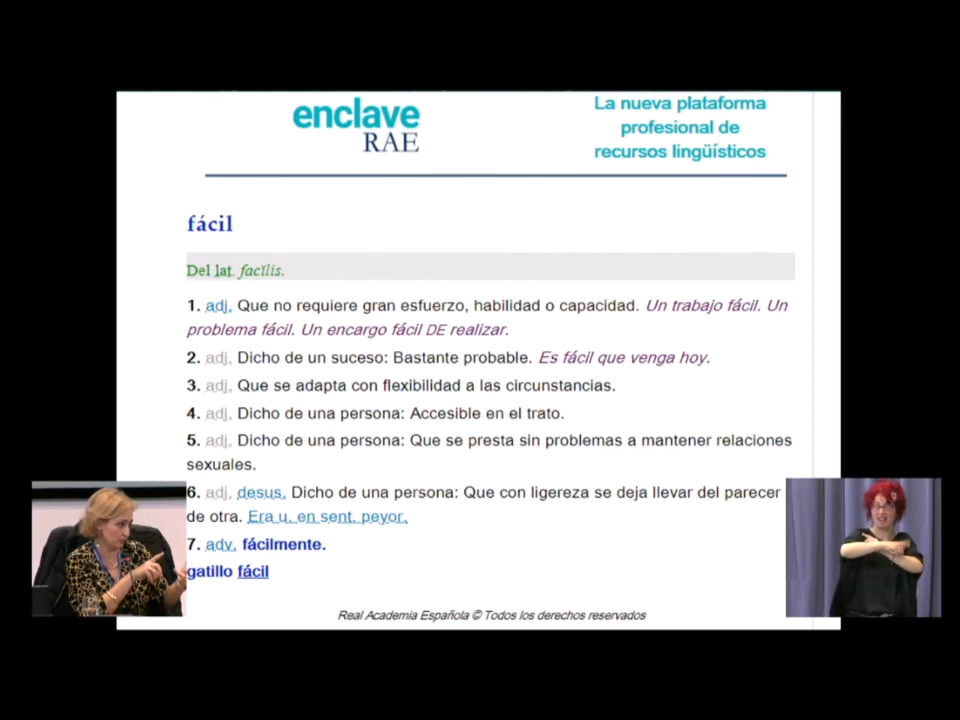 enclave
RAE
La nueva plataforma
profesional de
recursos lingüísticos
fácil
Del lat. facĭlis.
1. adj. Que no requiere gran esfuerzo, habilidad o capacidad. Un trabajo fácil. Un
problema fácil. Un encargo fácil DE realizar.
2. adj. Dicho de un suceso: Bastante probable. Es fácil que venga hoy.
3. adj. Que se adapta con flexibilidad a las circunstancias.
4. adj. Dicho de una persona: Accesible en el trato.
5. adj. Dicho de una persona: Que se presta sin problemas a mantener relaciones
sexuales.
6. adj. desus. Dicho de una persona: Que con ligereza se deja llevar del parecer
de otra. Era u. en sent. peyor.
7. adv. fácilmente.
gatillo fácil
Real Academia Española © Todos los derechos reservados